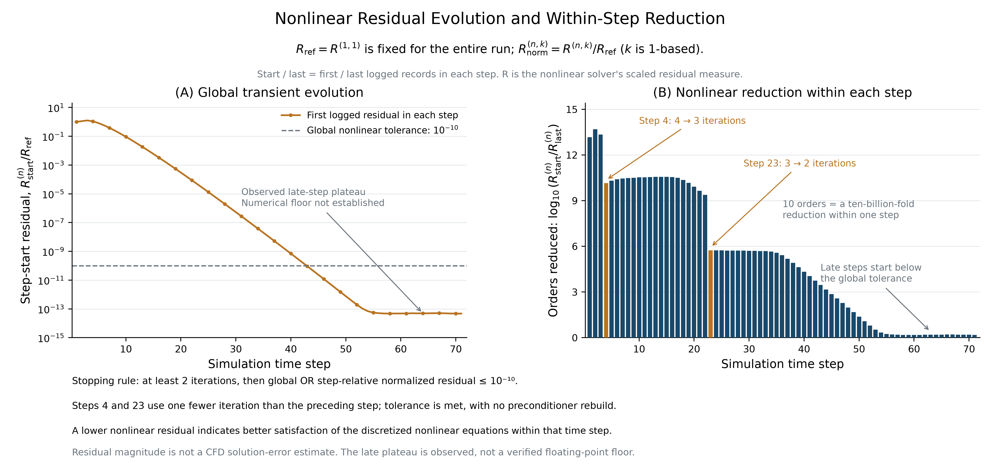 Nonlinear Residual Evolution and Within-Step Reduction
R_ref = R^(1, 1) is fixed for the entire run; R_norm^(n, k) = R^(n, k)/R_ref (k is 1-based).
Start / last = first / last logged records in each step. R is the nonlinear solver's scaled residual measure.
(A) Global transient evolution
Step-start residual, R_start^(n)/R_ref
10¹
10⁻¹
10⁻³
10⁻⁵
10⁻⁷
10⁻⁹
10⁻¹¹
10⁻¹³
10⁻¹⁵
First logged residual in each step
Global nonlinear tolerance: 10⁻¹⁰
Observed late-step plateau
Numerical floor not established
10 20 30 40 50 60 70
Simulation time step
(B) Nonlinear reduction within each step
Orders reduced: log₁₀ (R_start^(n)/R_last^(n))
15
12
9
6
3
0
Step 4: 4 → 3 iterations
Step 23: 3 → 2 iterations
10 orders = a ten-billion-fold
reduction within one step
Late steps start below
the global tolerance
10 20 30 40 50 60 70
Simulation time step
Stopping rule: at least 2 iterations, then global OR step-relative normalized residual ≤ 10⁻¹⁰.
Steps 4 and 23 use one fewer iteration than the preceding step; tolerance is met, with no preconditioner rebuild.
A lower nonlinear residual indicates better satisfaction of the discretized nonlinear equations within that time step.
Residual magnitude is not a CFD solution-error estimate. The late plateau is observed, not a verified floating-point floor.